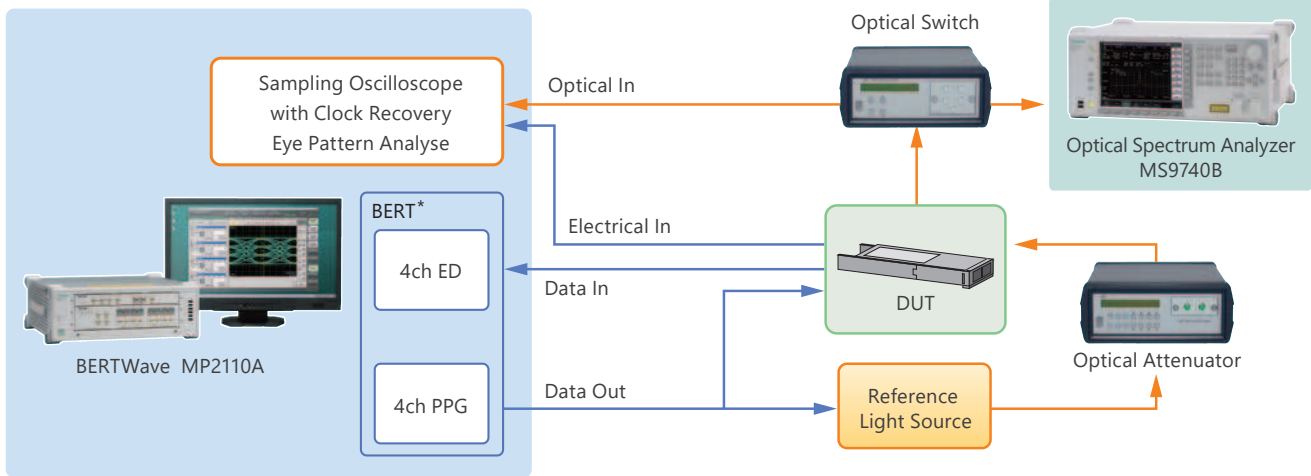 Optical Switch
Sampling Oscilloscope
with Clock Recovery
Eye Pattern Analyse
Optical In
Optical Spectrum Analyzer
MS9740B
BERT*
4ch ED
Electrical In
Data In
DUT
BERTWave MP2110A
Optical Attenuator
4ch PPG
Data Out
Reference
Light Source